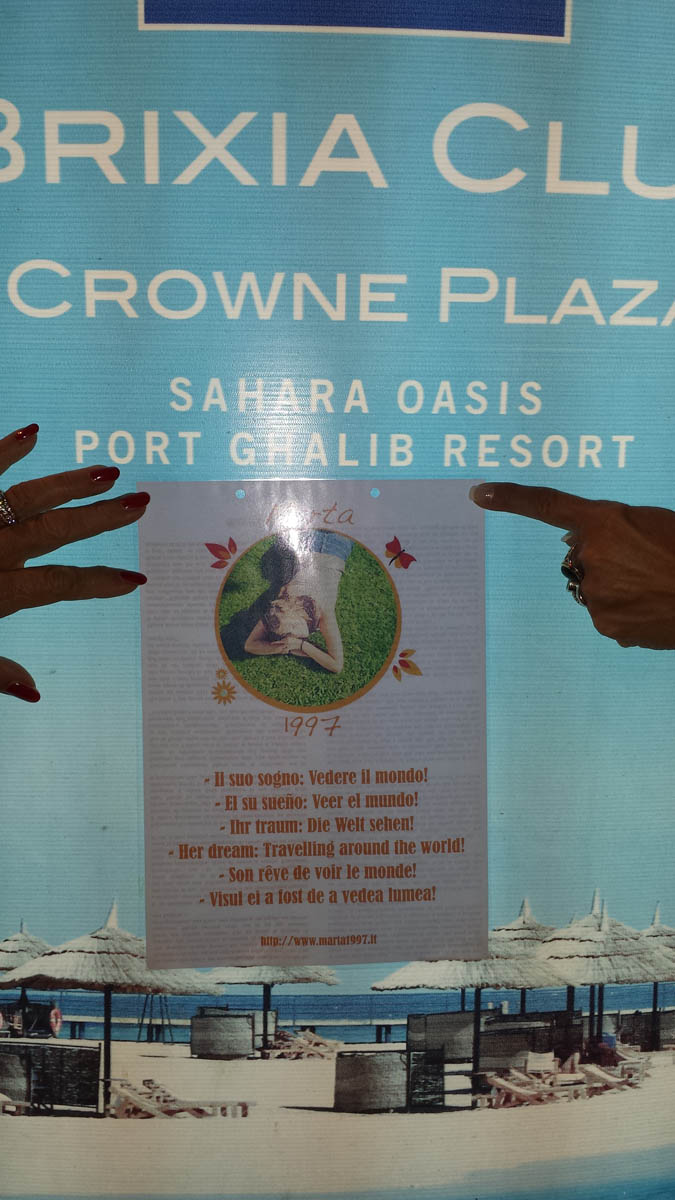 BRIXIA CLU
CROWNE PLAZA
SAHARA OASIS
PORT GHALIB RESORT
1997
- Il suo sogno: Vedere il mondo!
- El su sueño: Veer el mundo!
- Ihr traum: Die Welt sehen!
- Her dream: Travelling around the world!
- Son rêve de voir le monde!
- Visul ei a fost de a vedea lumea!
http://www.marta1997.it